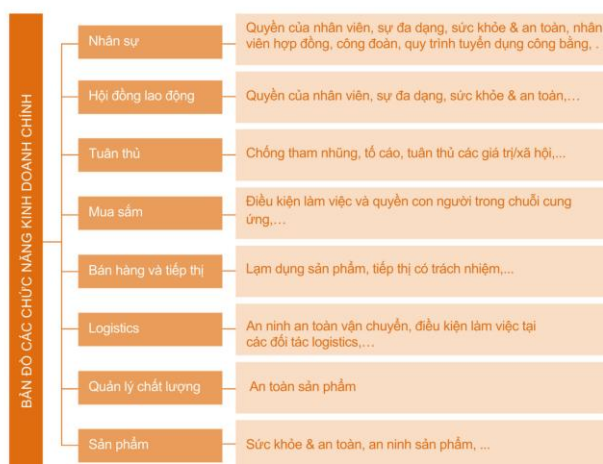 BẢN ĐỒ CÁC CHỨC NĂNG KINH DOANH CHÍNH
Nhân sự
Quyền của nhân viên, sự đa dạng, sức khỏe & an toàn, nhân
viên hợp đồng, công đoàn, quy trình tuyển dụng công bằng, .
Hội đồng lao động
Quyền của nhân viên, sự đa dạng, sức khỏe & an toàn,…
Tuân thủ
Chống tham nhũng, tố cáo, tuân thủ các giá trị/xã hội,...
Mua sắm
Điều kiện làm việc và quyền con người trong chuỗi cung
ứng,…
Bán hàng và tiếp thị
Lạm dụng sản phẩm, tiếp thị có trách nhiệm,...
Logistics
An ninh an toàn vận chuyển, điều kiện làm việc tại
các đối tác logistics,…
Quản lý chất lượng
An toàn sản phẩm
Sản phẩm
Sức khỏe & an toàn, an ninh sản phẩm, ...